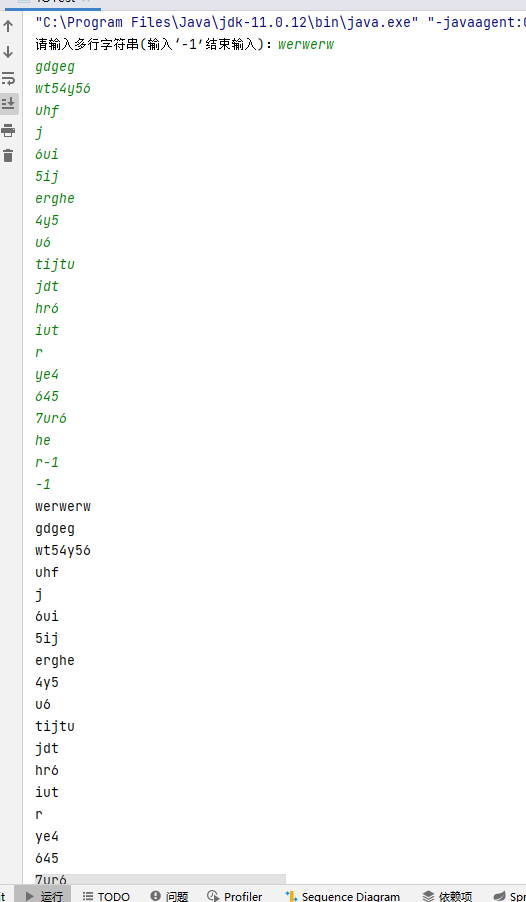 "C:\Program Files\Java\jdk-11.0.12\bin\java.exe" "-javaagent:
请输入多行字符串(输入‘-1’结束输入)：werwerw
gdgeg
wt54y56
uhf
j
6ui
5ij
erghe
4y5
u6
tijtu
jdt
hr6
iut
r
ye4
645
7ur6
he
r-1
-1
werwerw
gdgeg
wt54y56
uhf
j
6ui
5ij
erghe
4y5
u6
tijtu
jdt
hr6
iut
r
ye4
645
7ur6
运行 TODO 问题 Profiler Sequence Diagram 依赖项